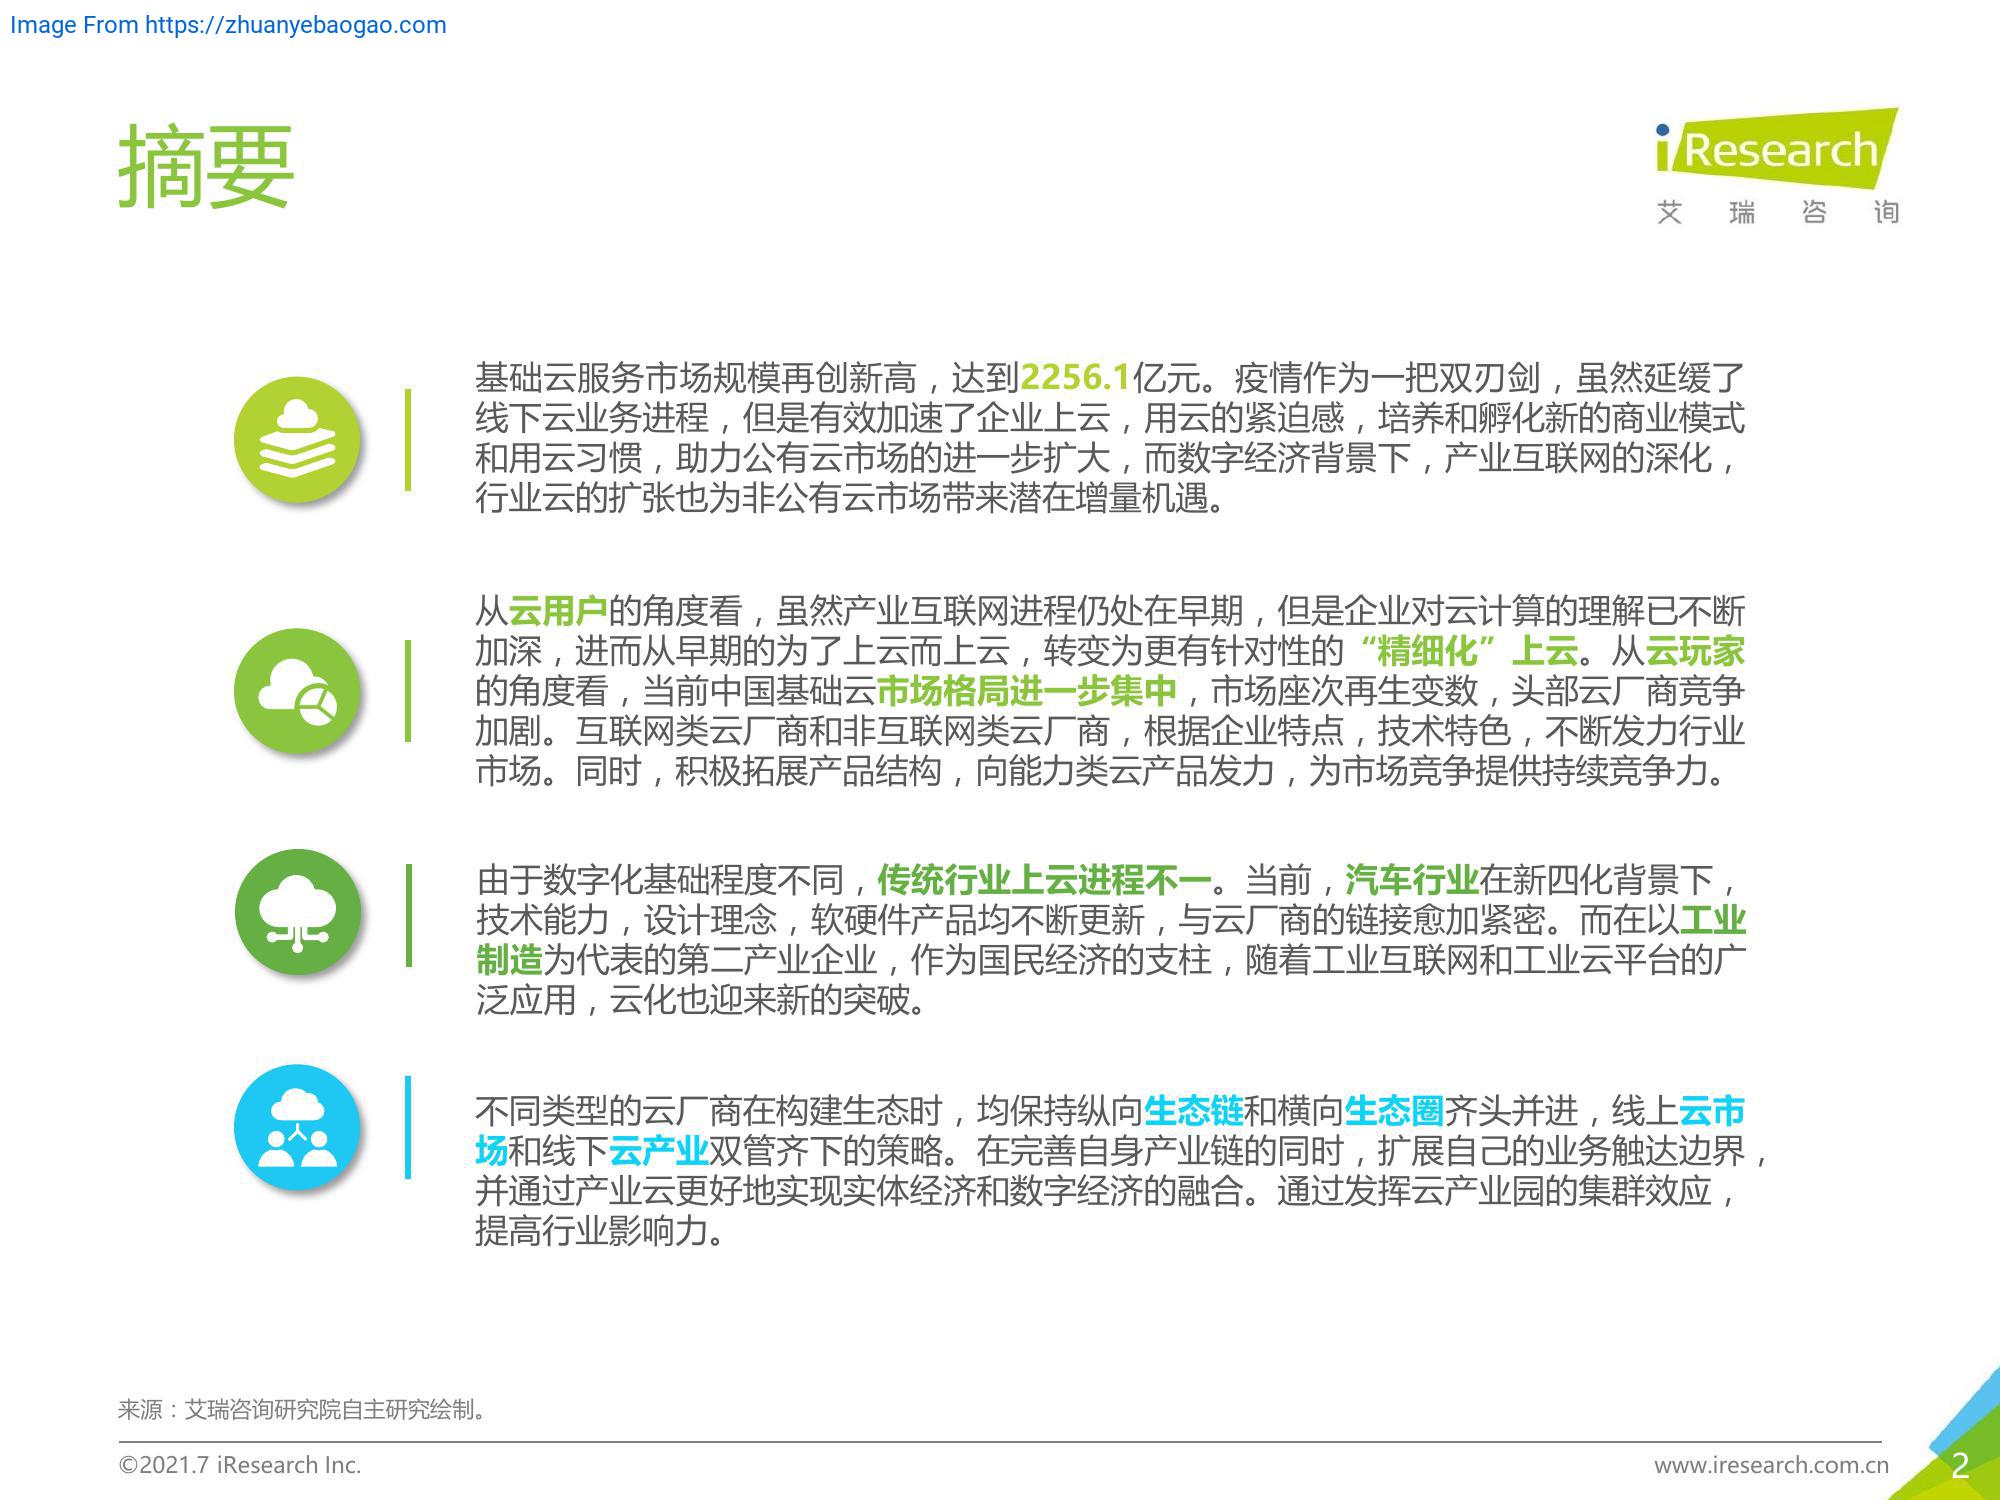 Image From https://zhuanyebaogao.com
摘要
iResearch
艾瑞咨询
基础云服务市场规模再创新高，达到2256.1亿元。疫情作为一把双刃剑，虽然延缓了
线下云业务进程，但是有效加速了企业上云，用云的紧迫感，培养和孵化新的商业模式
和用云习惯，助力公有云市场的进一步扩大，而数字经济背景下，产业互联网的深化，
行业云的扩张也为非公有云市场带来潜在增量机遇。
从云用户的角度看，虽然产业互联网进程仍处在早期，但是企业对云计算的理解已不断
加深，进而从早期的为了上云而上云，转变为更有针对性的“精细化”上云。从云玩家
的角度看，当前中国基础云市场格局进一步集中，市场座次再生变数，头部云厂商竞争
加剧。互联网类云厂商和非互联网类云厂商，根据企业特点，技术特色，不断发力行业
市场。同时，积极拓展产品结构，向能力类云产品发力，为市场竞争提供持续竞争力。
由于数字化基础程度不同，传统行业上云进程不一。当前，汽车行业在新四化背景下，
技术能力，设计理念，软硬件产品均不断更新，与云厂商的链接愈加紧密。而在以工业
制造为代表的第二产业企业，作为国民经济的支柱，随着工业互联网和工业云平台的广
泛应用，云化也迎来新的突破。
不同类型的云厂商在构建生态时，均保持纵向生态链和横向生态圈齐头并进，线上云市
场和线下云产业双管齐下的策略。在完善自身产业链的同时，扩展自己的业务触达边界，
并通过产业云更好地实现实体经济和数字经济的融合。通过发挥云产业园的集群效应，
提高行业影响力。
来源：艾瑞咨询研究院自主研究绘制。
©2021.7 iResearch Inc.
www.iresearch.com.cn
2